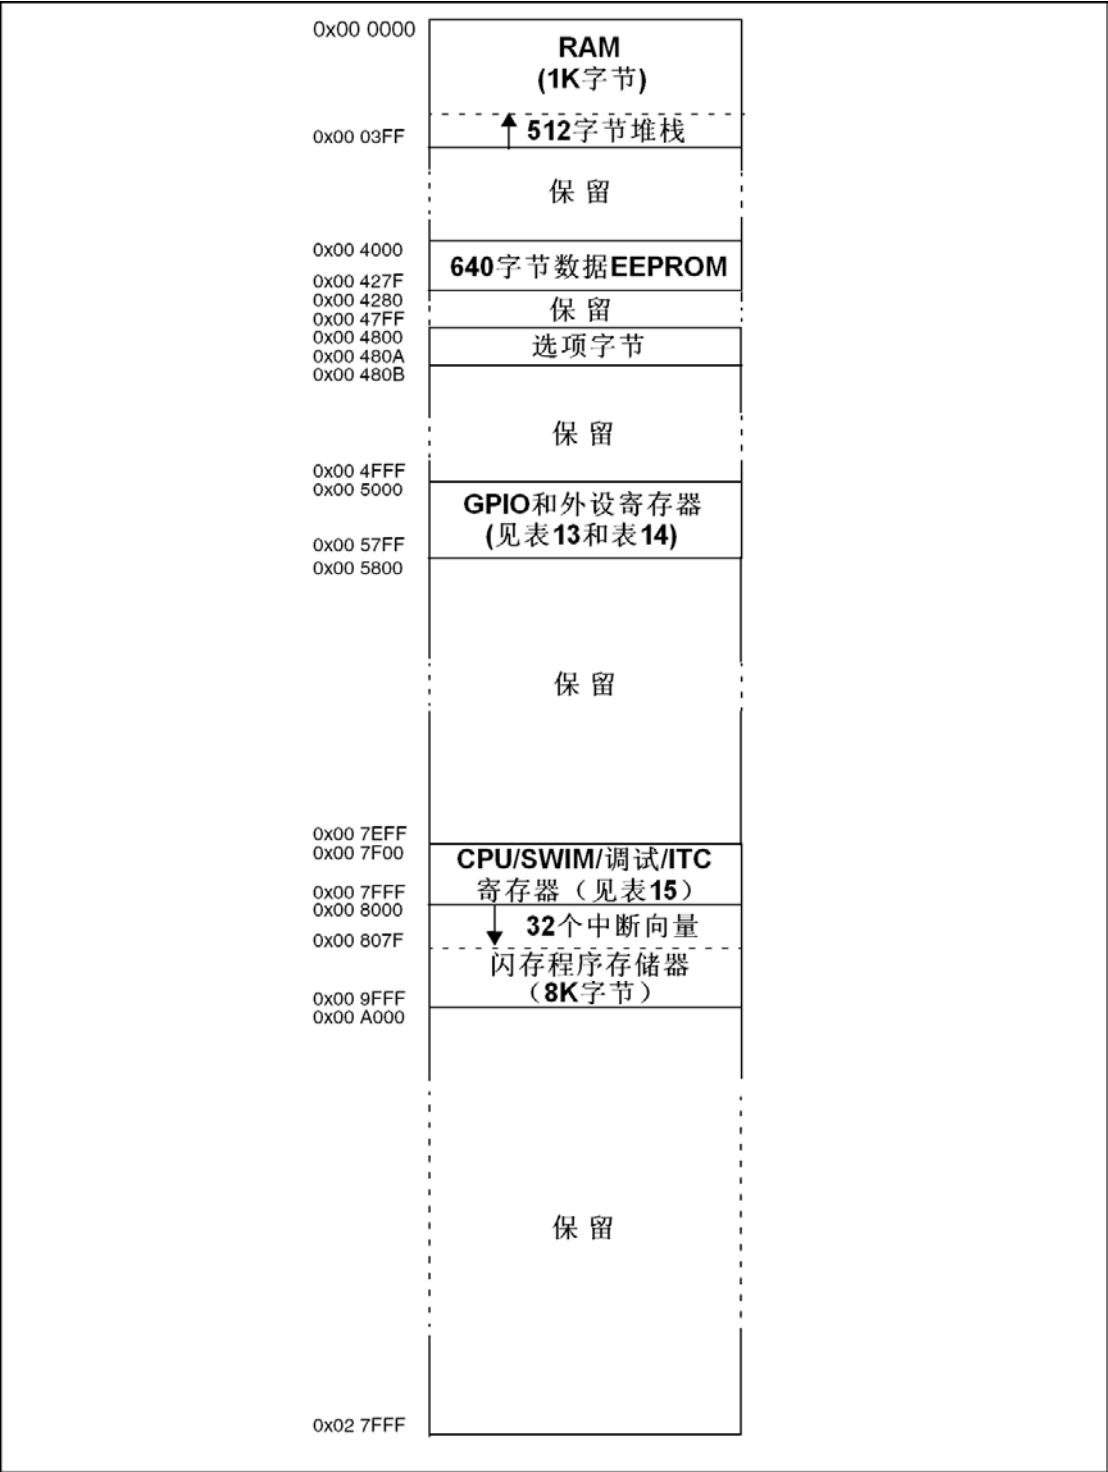 0x00 0000
RAM
(1K字节)
512字节堆栈
0x00 03FF
保 留
0x00 4000
640字节数据EEPROM
0x00 427F
0x00 4280
保 留
0x00 47FF
0x00 4800
选项字节
0x00 480A
0x00 480B
保 留
0x00 4FFF
0x00 5000
GPIO和外设寄存器
(见表13和表14)
0x00 57FF
0x00 5800
保 留
0x00 7EFF
0x00 7F00
CPU/SWIM/调试/ITC
寄存器（见表15）
0x00 7FFF
0x00 8000
32个中断向量
0x00 807F
闪存程序存储器
（8K字节）
0x00 9FFF
0x00 A000
保 留
0x02 7FFF